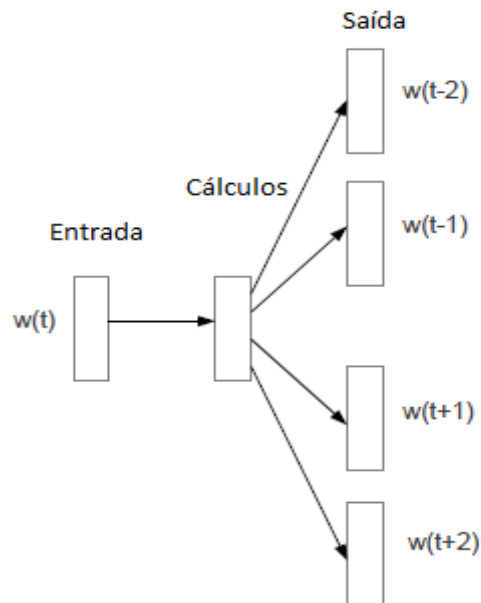 Saída
w(t-2)
Cálculos
w(t-1)
Entrada
w(t)
w(t+1)
w(t+2)